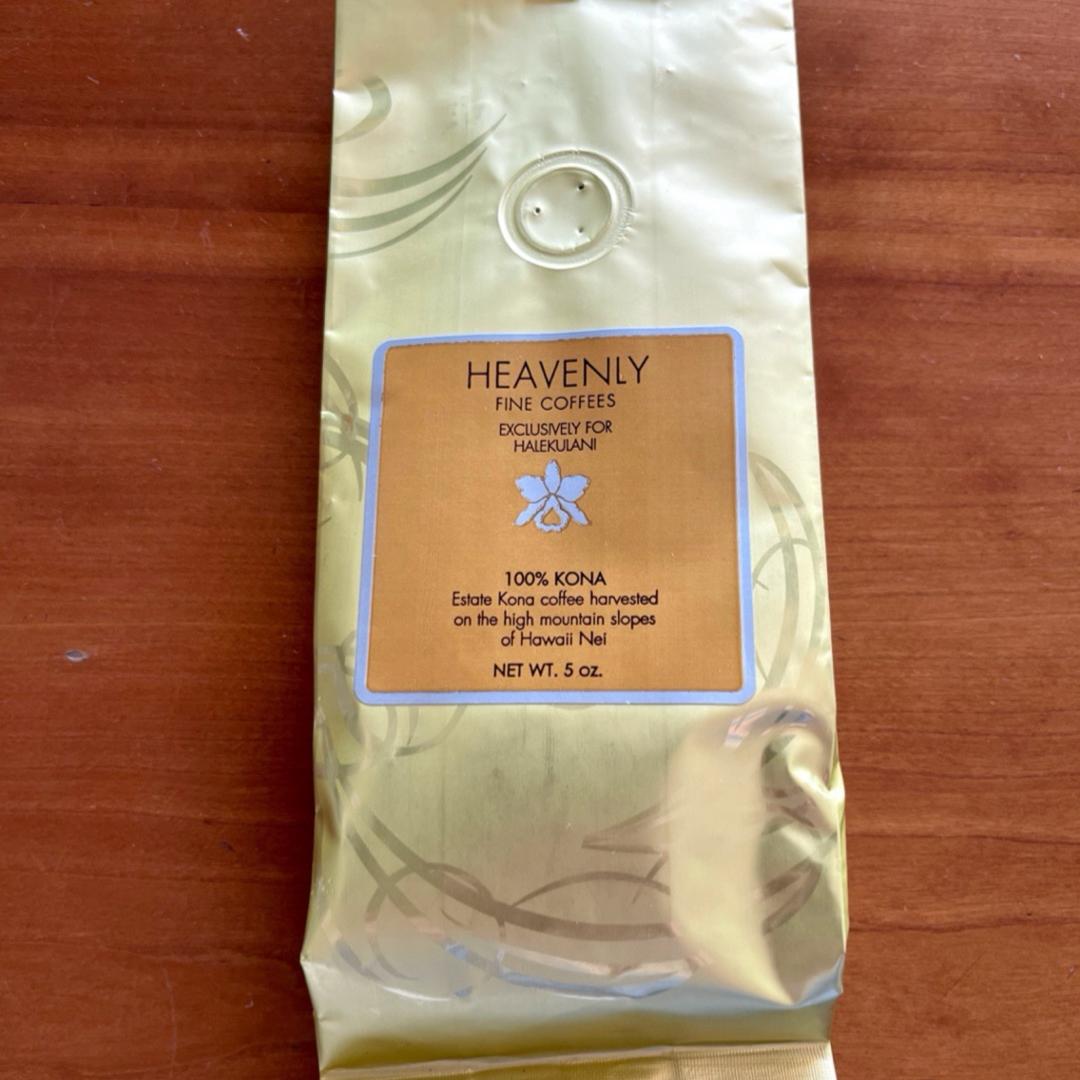 HEAVENLY
FINE COFFEES
EXCLUSIVELY FOR
HALEKULANI
100% KONA
Estate Kona coffee harvested
on the high mountain slopes
of Hawaii Nei
NET WT. 5 oz.